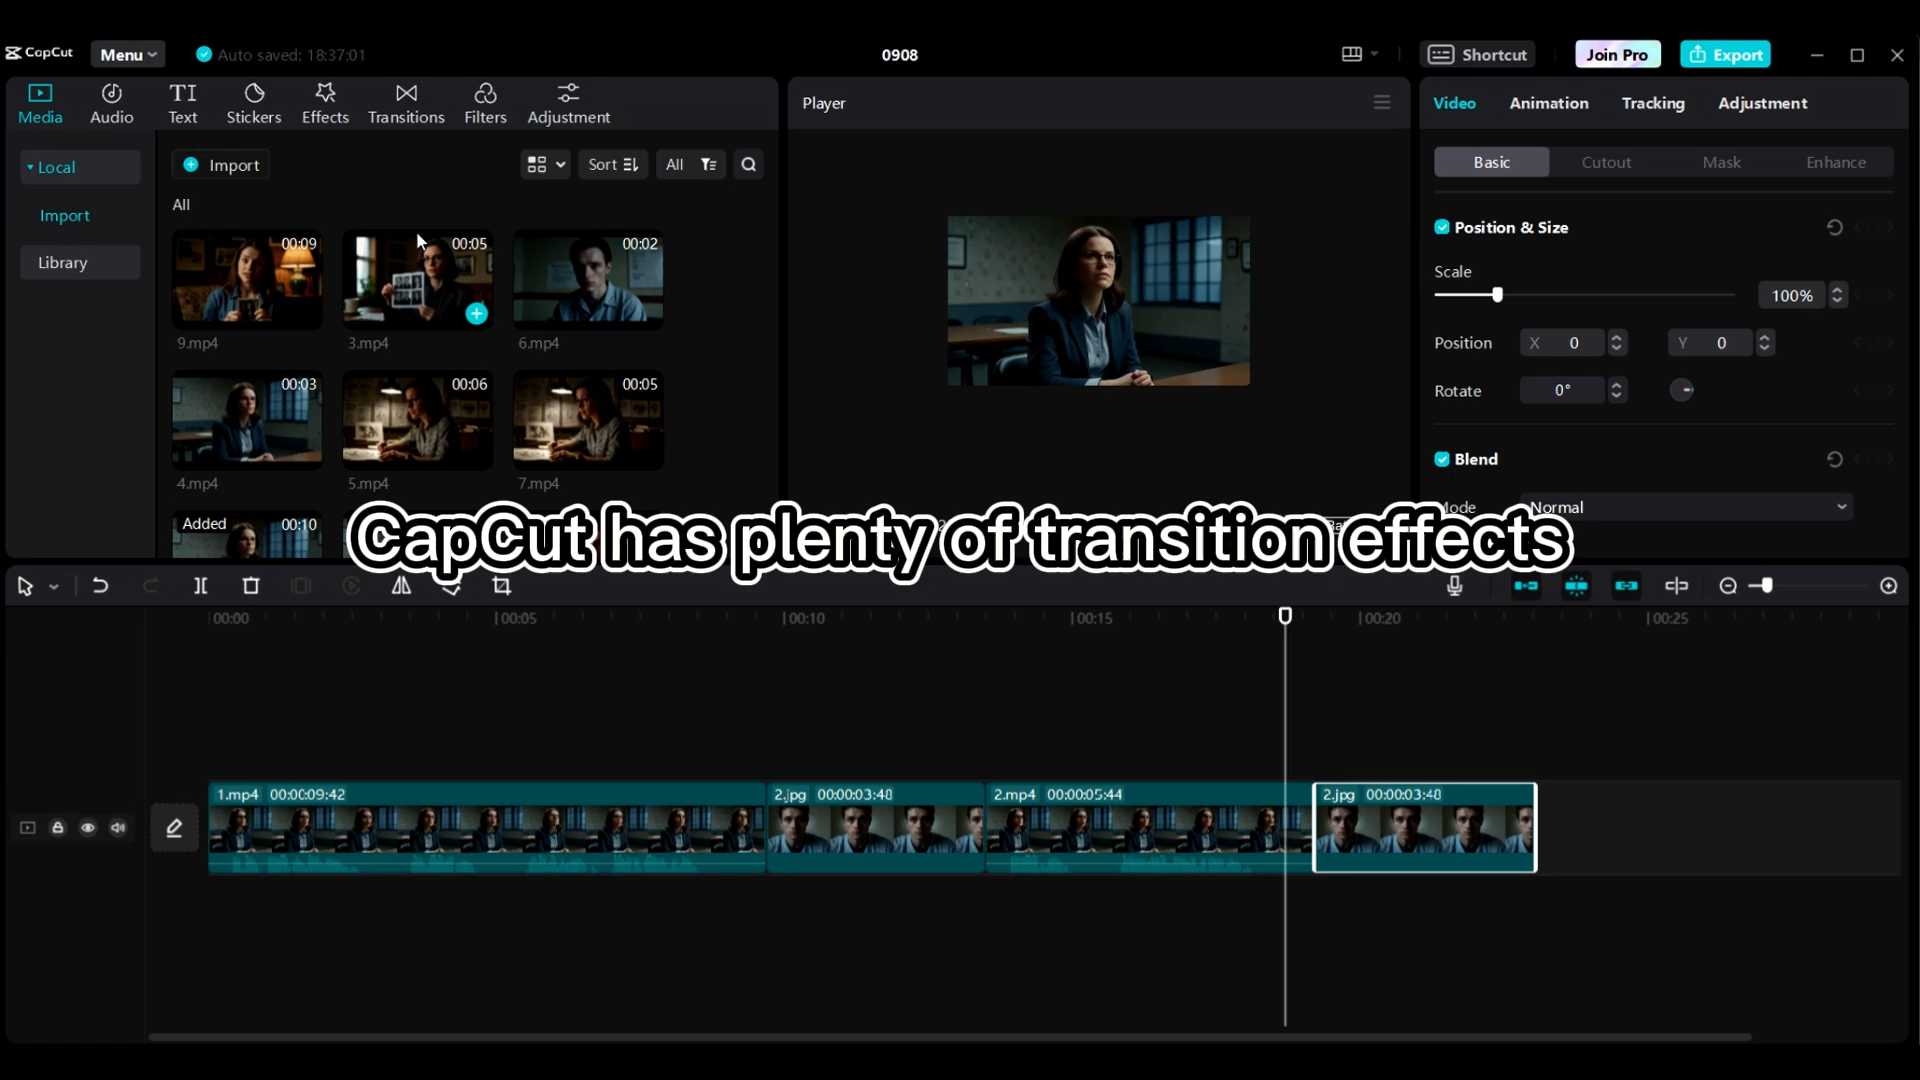 CapCut
Menu
Auto saved: 18:37:01
0908
Shortcut
Join Pro
Export
Media
Audio
TI
Text
Stickers
Effects
Transitions
Filters
Adjustment
Player
Video
Animation
Tracking
Adjustment
Local
Import
Library
Import
Sort
All
All
00:09
9.mp4
00:05
3.mp4
00:02
6.mp4
00:03
4.mp4
00:06
5.mp4
00:05
7.mp4
Added
00:10
Basic
Cutout
Mask
Enhance
Position & Size
Scale
100%
Position
X 0
Y 0
Rotate
0°
Blend
Mode
Normal
CapCut has plenty of transition effects
00:00
00:05
00:10
00:15
00:20
00:25
1.mp4 00:00:09:42
2.jpg 00:00:03:48
2.mp4 00:00:05:44
2.jpg 00:00:03:48